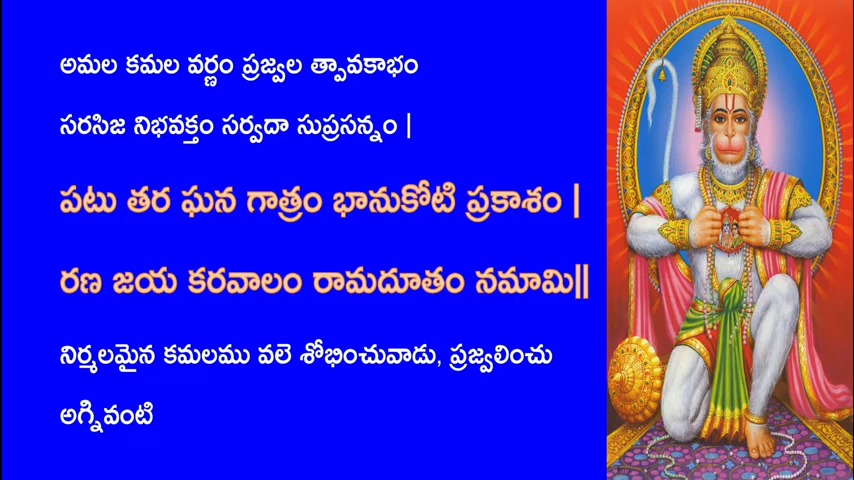 అమల కమల వర్ణం ప్రజ్వల త్పావకాభం
సరసిజ నిభవక్తం సర్వదా సుప్రసన్నం |
పటు తర ఘన గాత్రం భానుకోటి ప్రకాశం |
రణ జయ కరవాలం రామదూతం నమామి||
నిర్మలమైన కమలము వలె శోభించువాడు, ప్రజ్వలించు
అగ్నివంటి